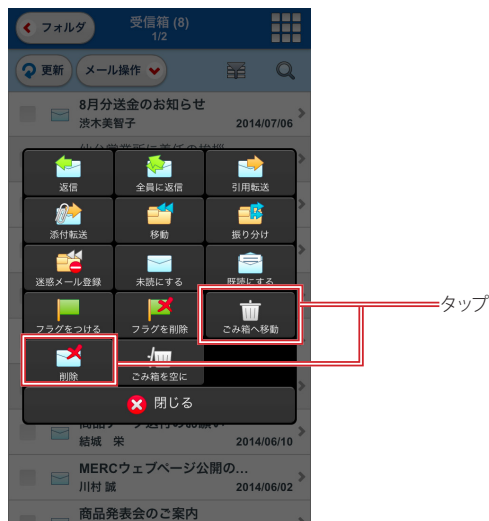 フォルダ
受信箱 (8)
1/2
更新
メール操作
8月分送金のお知らせ
渋木美智子
2014/07/06
返信
全員に返信
引用転送
添付転送
移動
振り分け
迷惑メール登録
未読にする
既読にする
フラグをつける
フラグを削除
ごみ箱へ移動
タップ
削除
ごみ箱を空に
閉じる
結城 栄
2014/06/10
MERCウェブページ公開の...
川村 誠
2014/06/02
商品発表会のご案内